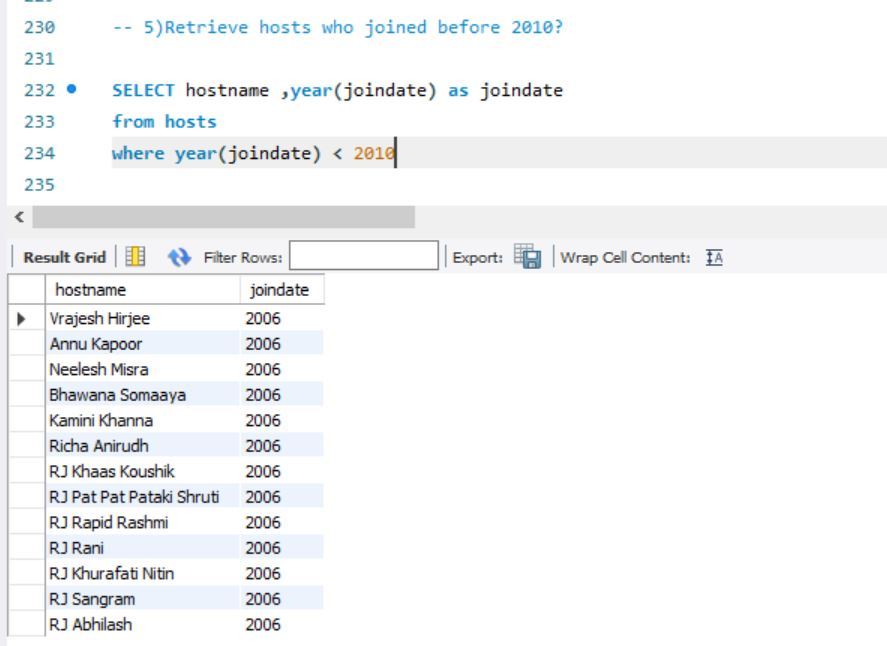 230 -- 5)Retrieve hosts who joined before 2010?
231
232 SELECT hostname ,year(joindate) as joindate
233 from hosts
234 where year(joindate) < 2010
235
Result Grid Filter Rows: Export: Wrap Cell Content: IA
hostname joindate
Vrajesh Hirjee 2006
Annu Kapoor 2006
Neelesh Misra 2006
Bhawana Somaaya 2006
Kamini Khanna 2006
Richa Anirudh 2006
RJ Khaas Koushik 2006
RJ Pat Pat Pataki Shruti 2006
RJ Rapid Rashmi 2006
RJ Rani 2006
RJ Khurafati Nitin 2006
RJ Sangram 2006
RJ Abhilash 2006